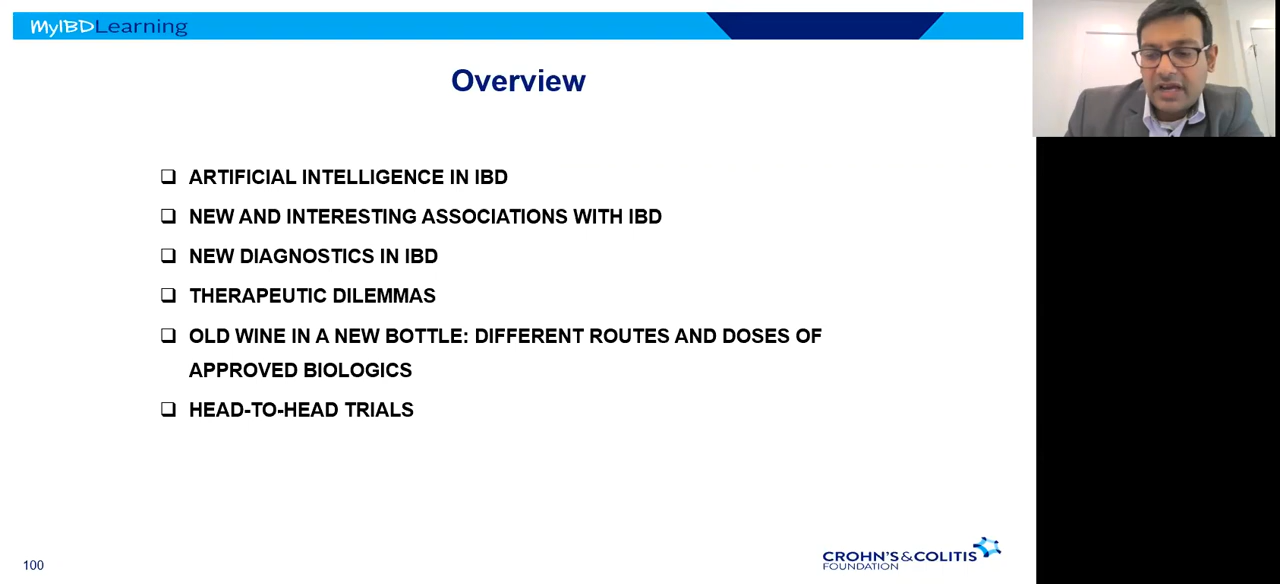 MyIBDLearning
Overview
❑ ARTIFICIAL INTELLIGENCE IN IBD
❑ NEW AND INTERESTING ASSOCIATIONS WITH IBD
❑ NEW DIAGNOSTICS IN IBD
❑ THERAPEUTIC DILEMMAS
❑ OLD WINE IN A NEW BOTTLE: DIFFERENT ROUTES AND DOSES OF
APPROVED BIOLOGICS
❑ HEAD-TO-HEAD TRIALS
100
CROHN'S & COLITIS
FOUNDATION